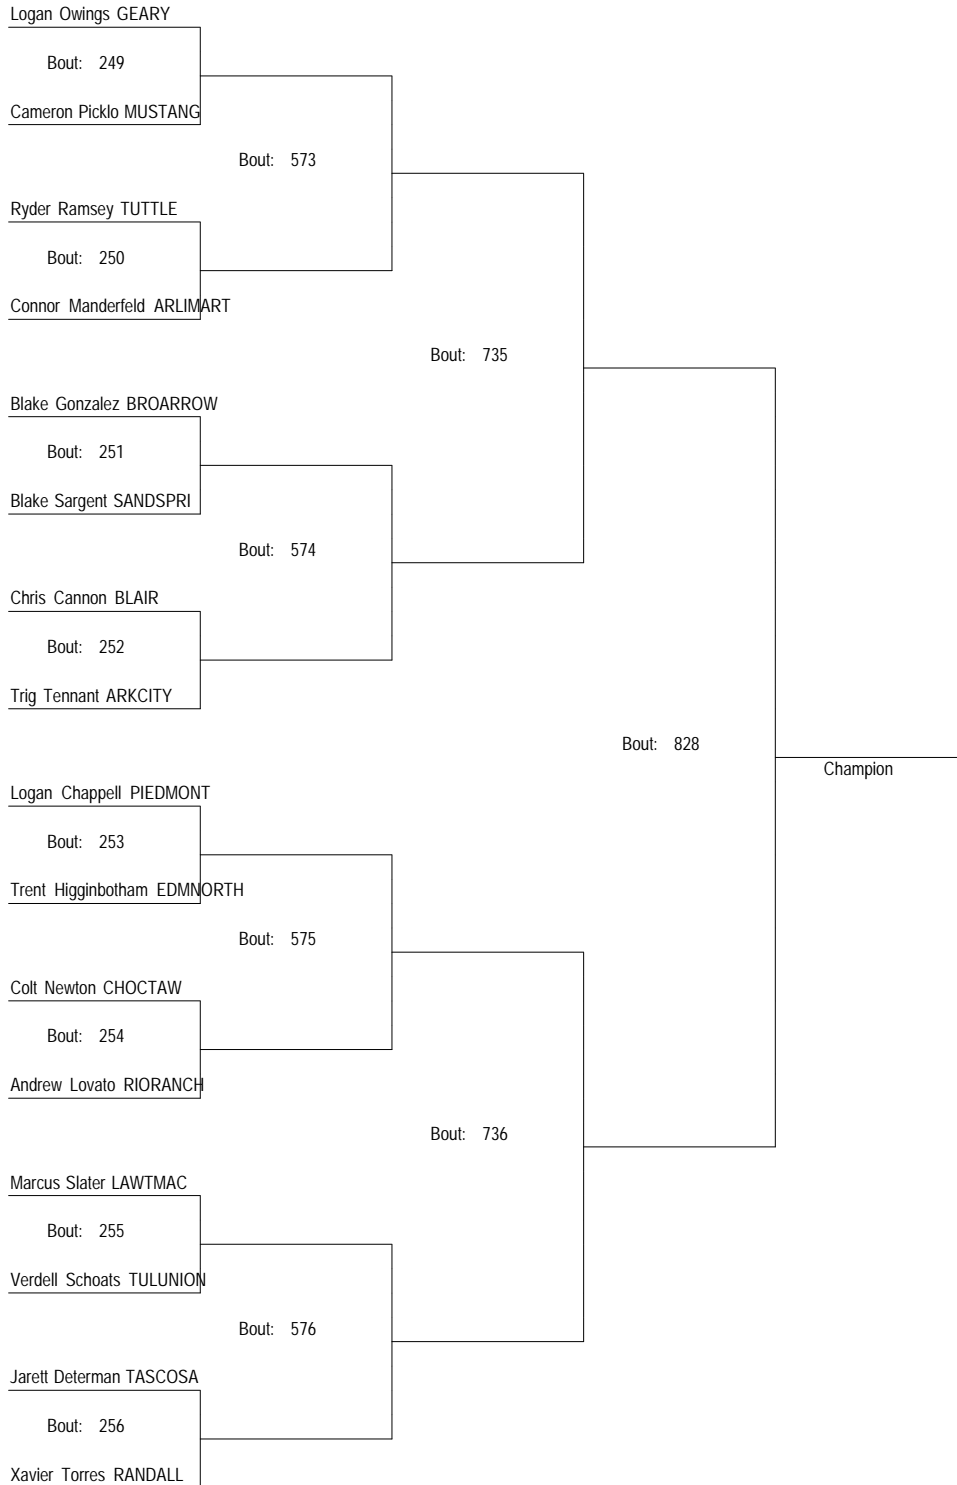 Logan Owings GEARY
Bout: 249
Cameron Picklo MUSTANG
Bout: 573
Ryder Ramsey TUTTLE
Bout: 250
Connor Manderfeld ARLIMART
Bout: 735
Blake Gonzalez BROARROW
Bout: 251
Blake Sargent SANDSPRI
Bout: 574
Chris Cannon BLAIR
Bout: 252
Trig Tennant ARKCITY
Bout: 828
Champion
Logan Chappell PIEDMONT
Bout: 253
Trent Higginbotham EDMNORTH
Bout: 575
Colt Newton CHOCTAW
Bout: 254
Andrew Lovato RIORANCH
Bout: 736
Marcus Slater LAWTMAC
Bout: 255
Verdell Schoats TULUNION
Bout: 576
Jarett Determan TASCOSA
Bout: 256
Xavier Torres RANDALL